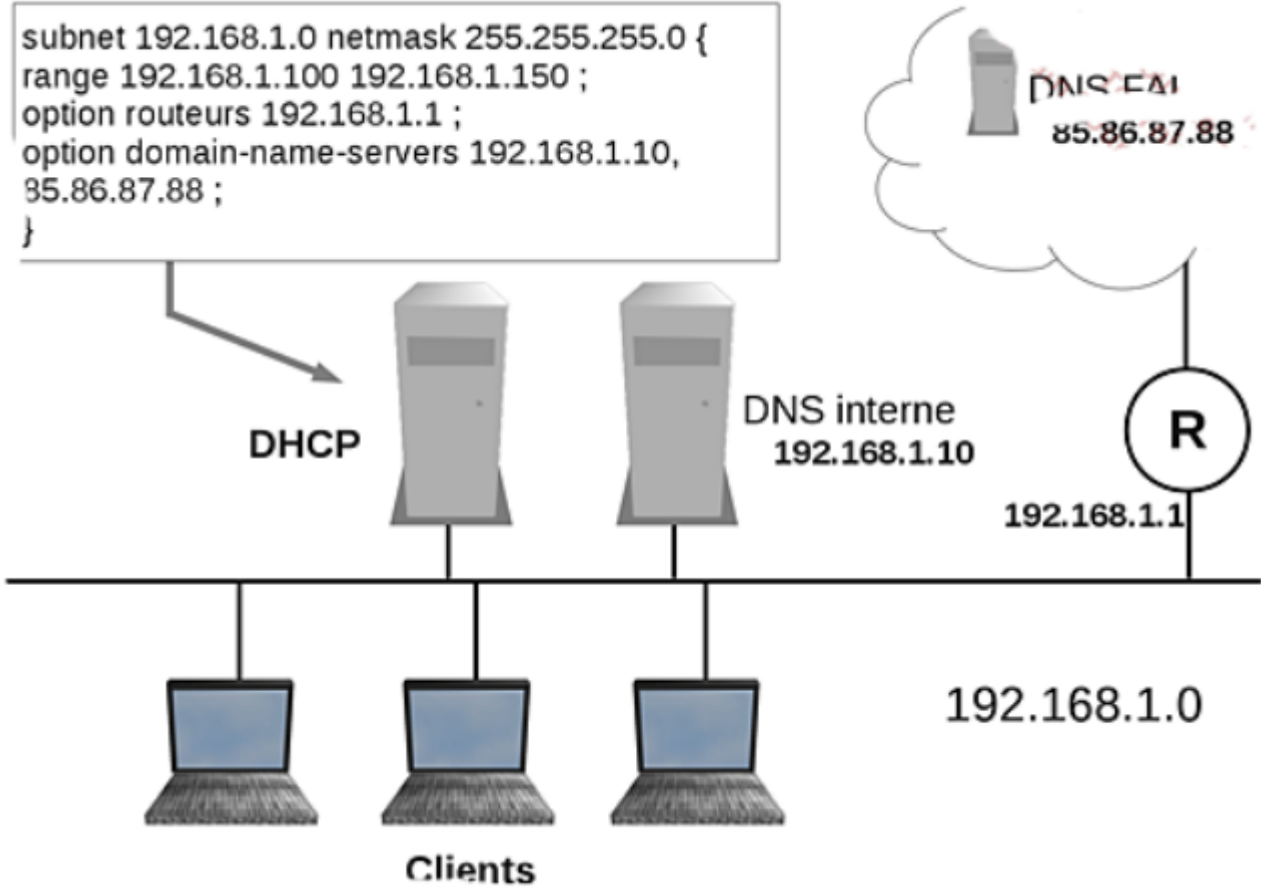 subnet 192.168.1.0 netmask 255.255.255.0 {
range 192.168.1.100 192.168.1.150 ;
option routeurs 192.168.1.1 ;
option domain-name-servers 192.168.1.10,
85.86.87.88 ;
}
DNS FAI
85.86.87.88
DHCP
DNS interne
192.168.1.10
R
192.168.1.1
192.168.1.0
Clients